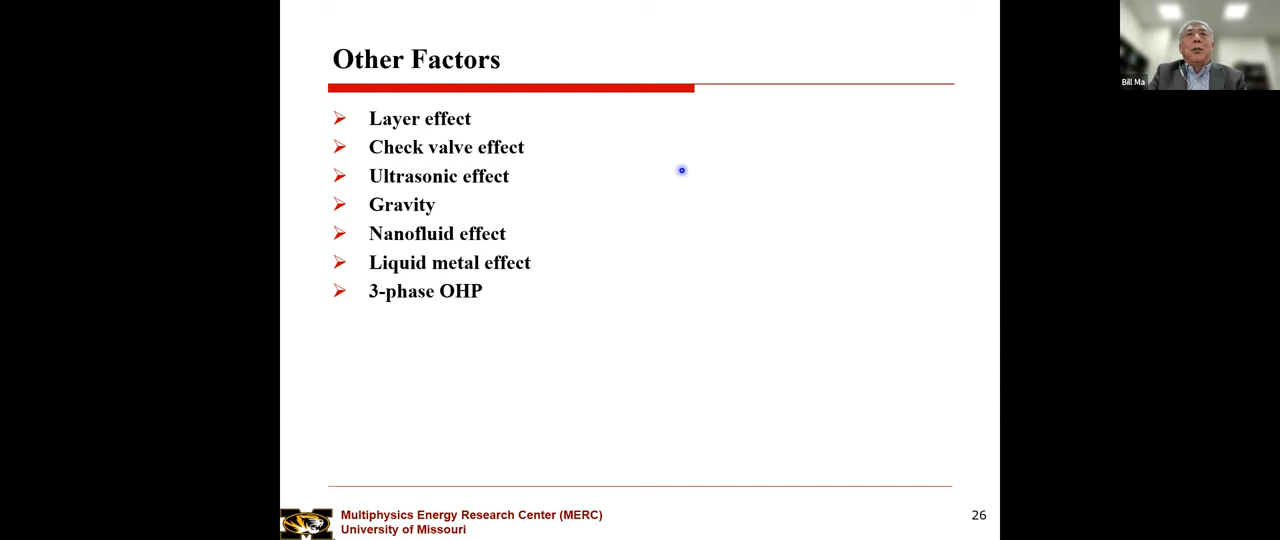 Other Factors
Layer effect
Check valve effect
Ultrasonic effect
Gravity
Nanofluid effect
Liquid metal effect
3-phase OHP
Multiphysics Energy Research Center (MERC)
University of Missouri
26
Bill Ma